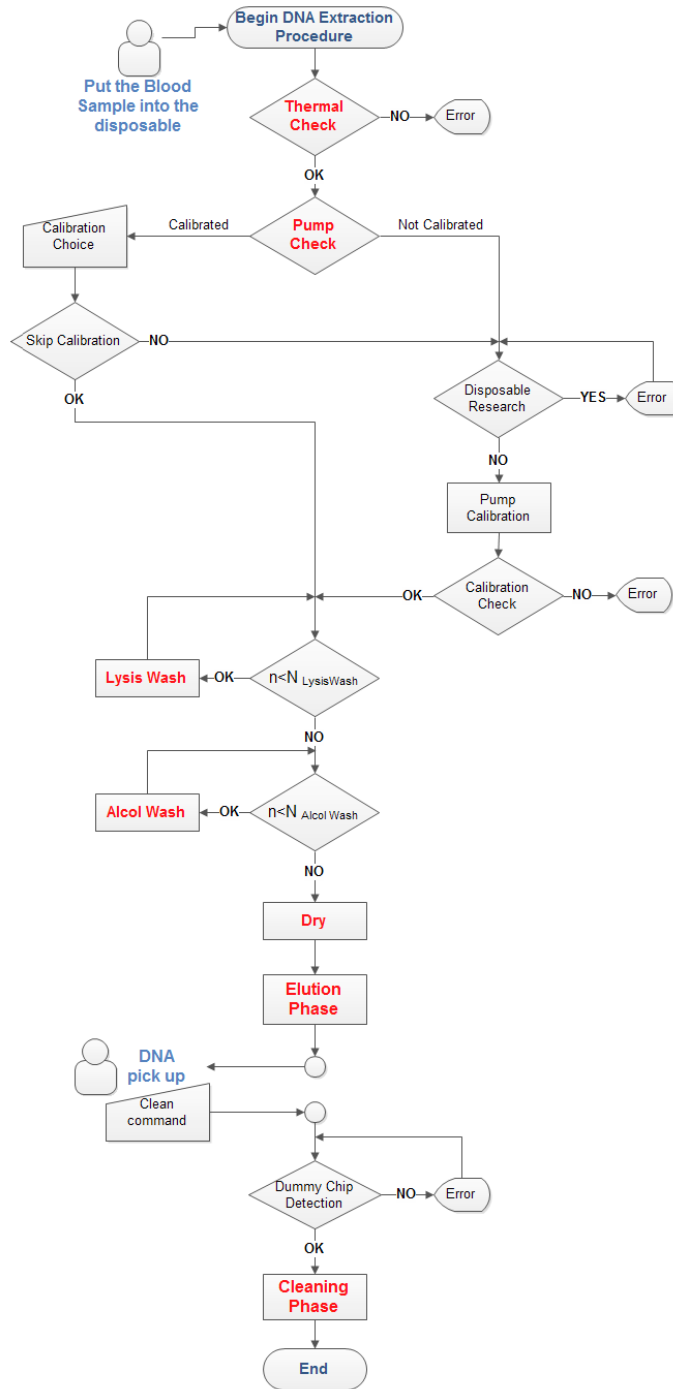 Begin DNA Extraction
Procedure
Put the Blood
Sample into the
disposable
Thermal
Check
NO
Error
OK
Calibration
Choice
Calibrated
Pump
Check
Not Calibrated
Skip Calibration
NO
OK
Disposable
Research
YES
Error
NO
Pump
Calibration
Calibration
Check
OK
NO
Error
Lysis Wash
OK
n<N LysisWash
NO
Alcol Wash
OK
n<N Alcol Wash
NO
Dry
Elution
Phase
DNA
pick up
Clean
command
Dummy Chip
Detection
NO
Error
OK
Cleaning
Phase
End